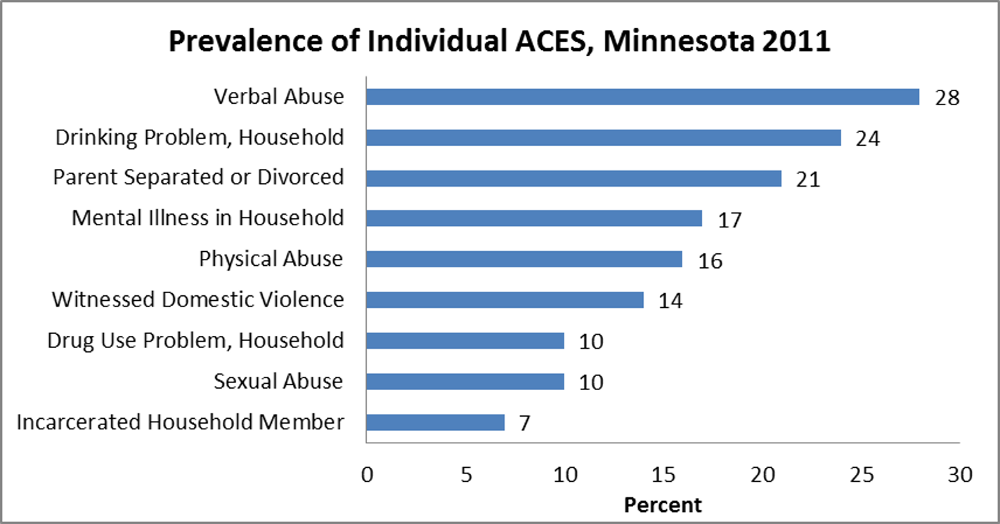 Prevalence of Individual ACES, Minnesota 2011
Verbal Abuse 28
Drinking Problem, Household 24
Parent Separated or Divorced 21
Mental Illness in Household 17
Physical Abuse 16
Witnessed Domestic Violence 14
Drug Use Problem, Household 10
Sexual Abuse 10
Incarcerated Household Member 7
0 5 10 15 20 25 30
Percent